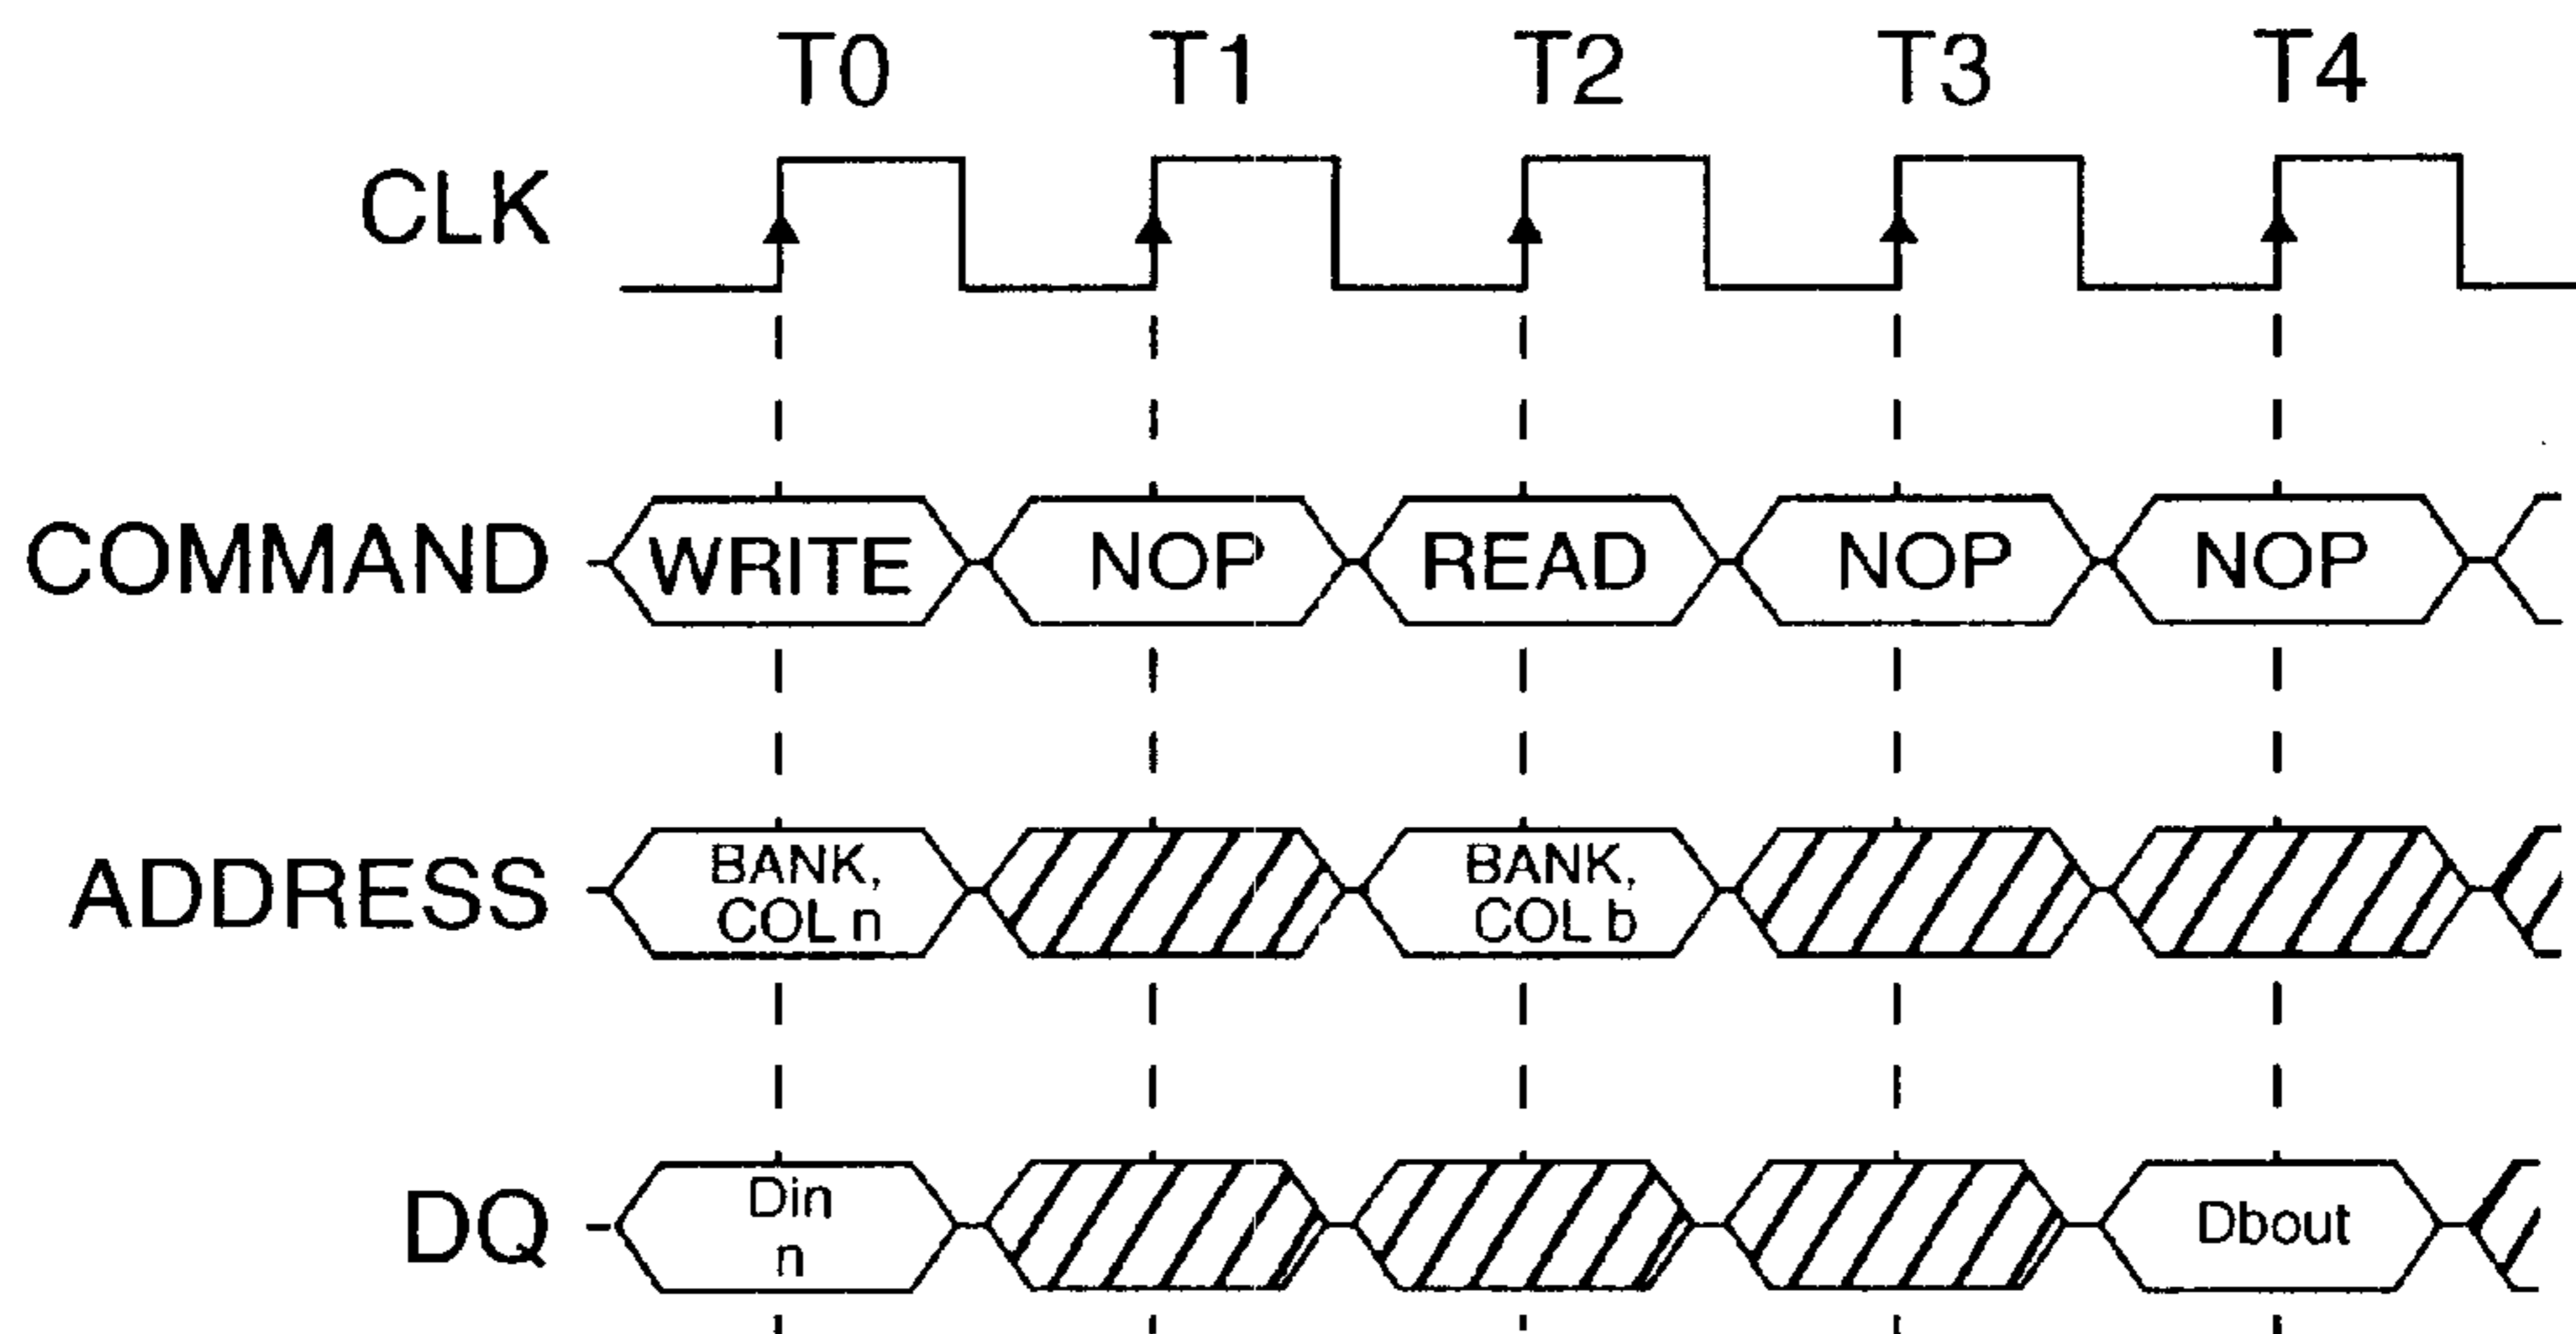 T0 T1 T2 T3 T4
CLK
COMMAND WRITE NOP READ NOP NOP
ADDRESS BANK, COL n BANK, COL b
DQ Din n Dbout